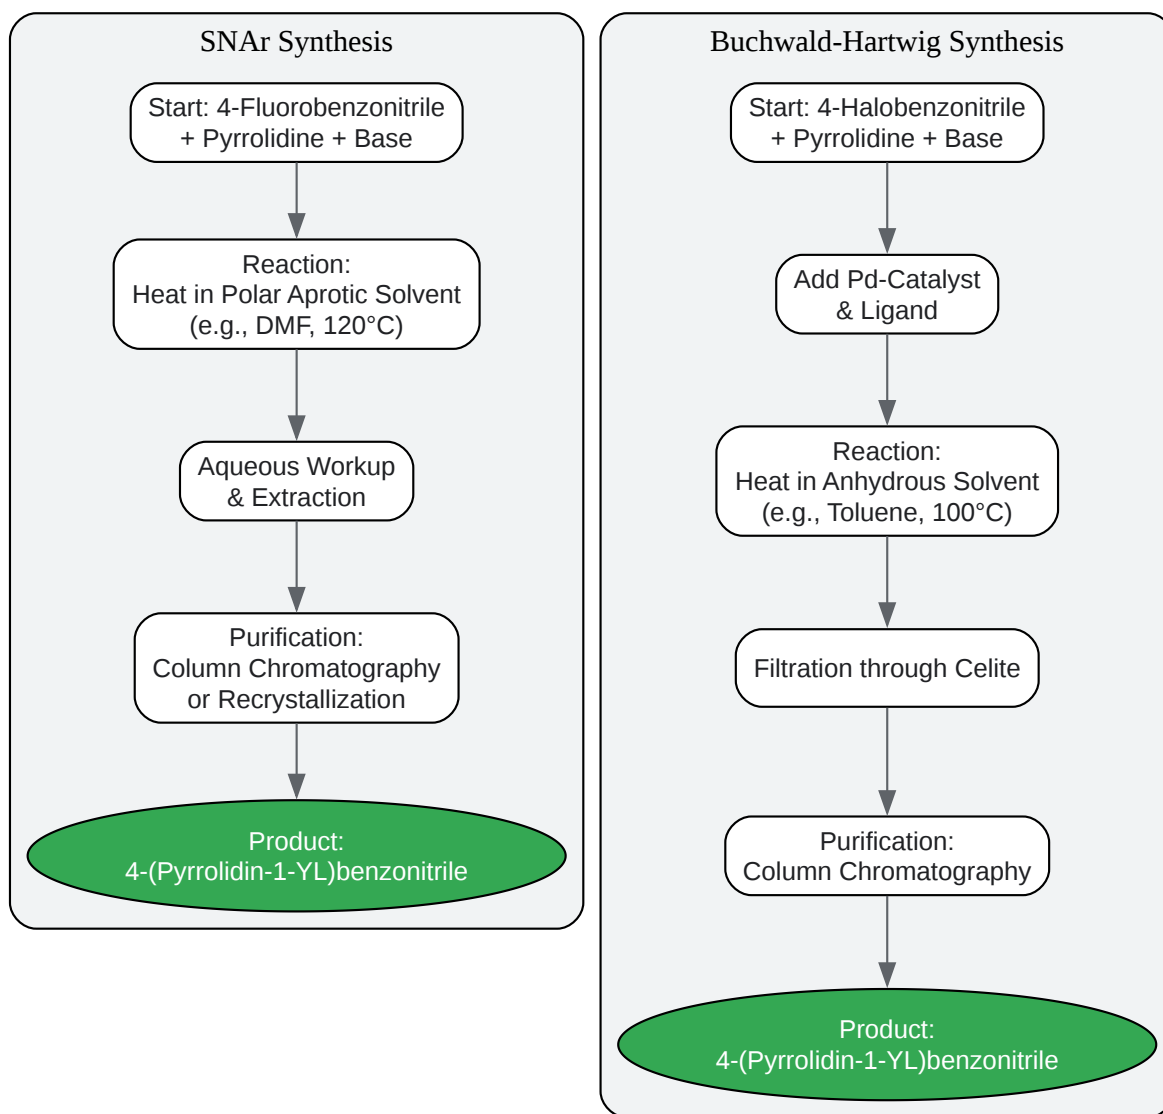 SNAr Synthesis
Start: 4-Fluorobenzonitrile
+ Pyrrolidine + Base
Reaction:
Heat in Polar Aprotic Solvent
(e.g., DMF, 120°C)
Aqueous Workup
& Extraction
Purification:
Column Chromatography
or Recrystallization
Product:
4-(Pyrrolidin-1-YL)benzonitrile
Buchwald-Hartwig Synthesis
Start: 4-Halobenzonitrile
+ Pyrrolidine + Base
Add Pd-Catalyst
& Ligand
Reaction:
Heat in Anhydrous Solvent
(e.g., Toluene, 100°C)
Filtration through Celite
Purification:
Column Chromatography
Product:
4-(Pyrrolidin-1-YL)benzonitrile